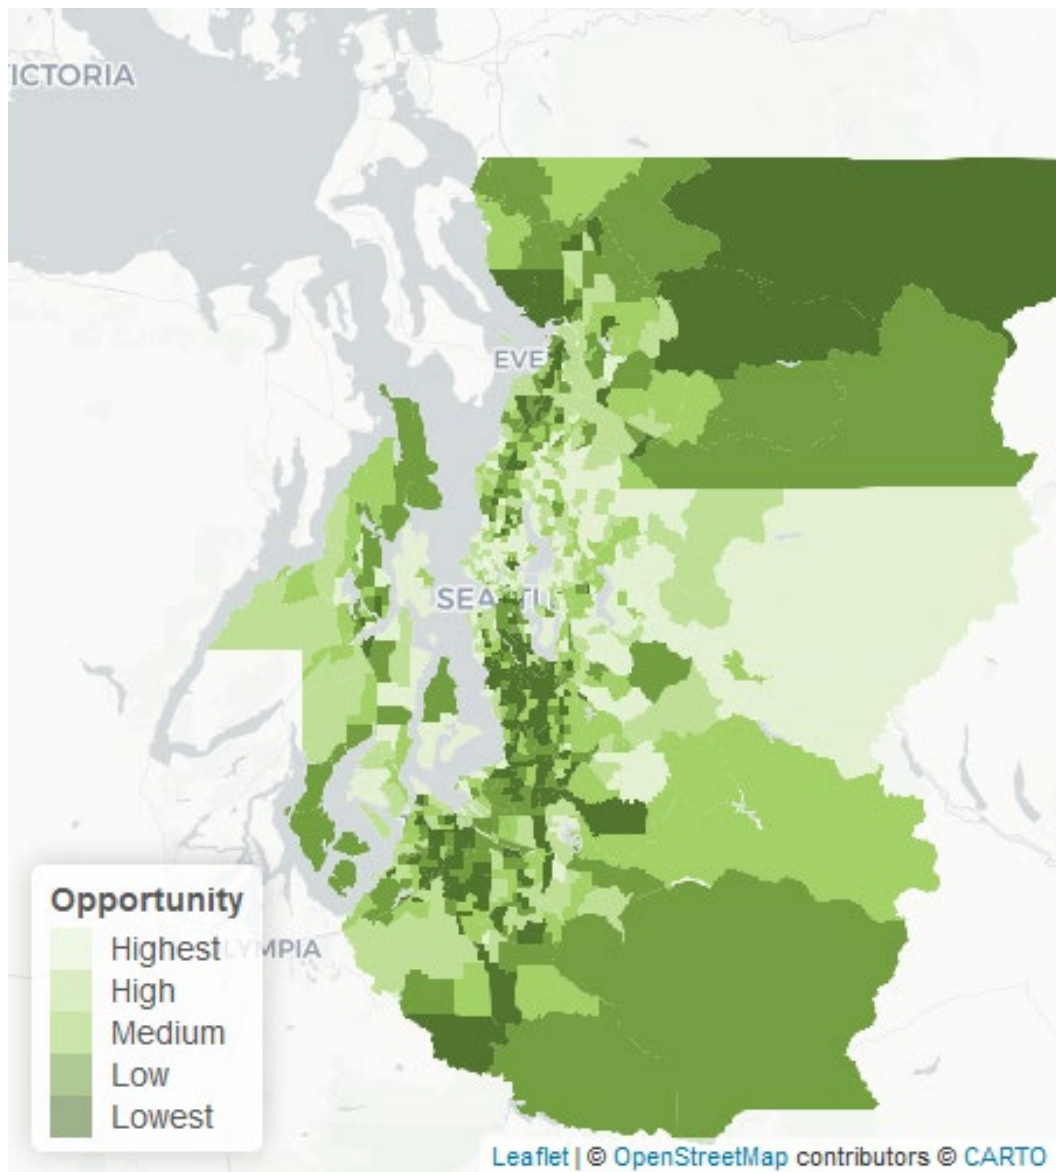 ICTORIA
EVE
SEATTL
Opportunity
Highest
High
Medium
Low
Lowest
LYMPIA
Leaflet | © OpenStreetMap contributors © CARTO